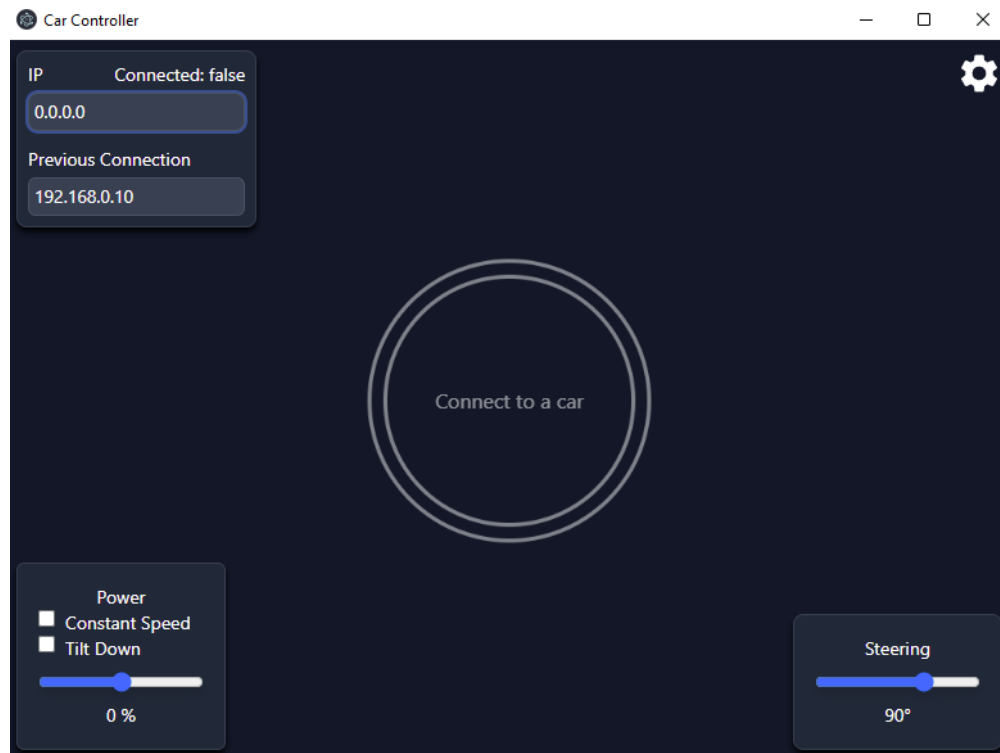 Car Controller
IP Connected: false
0.0.0.0
Previous Connection
192.168.0.10
Connect to a car
Power
Constant Speed
Tilt Down
0 %
Steering
90°